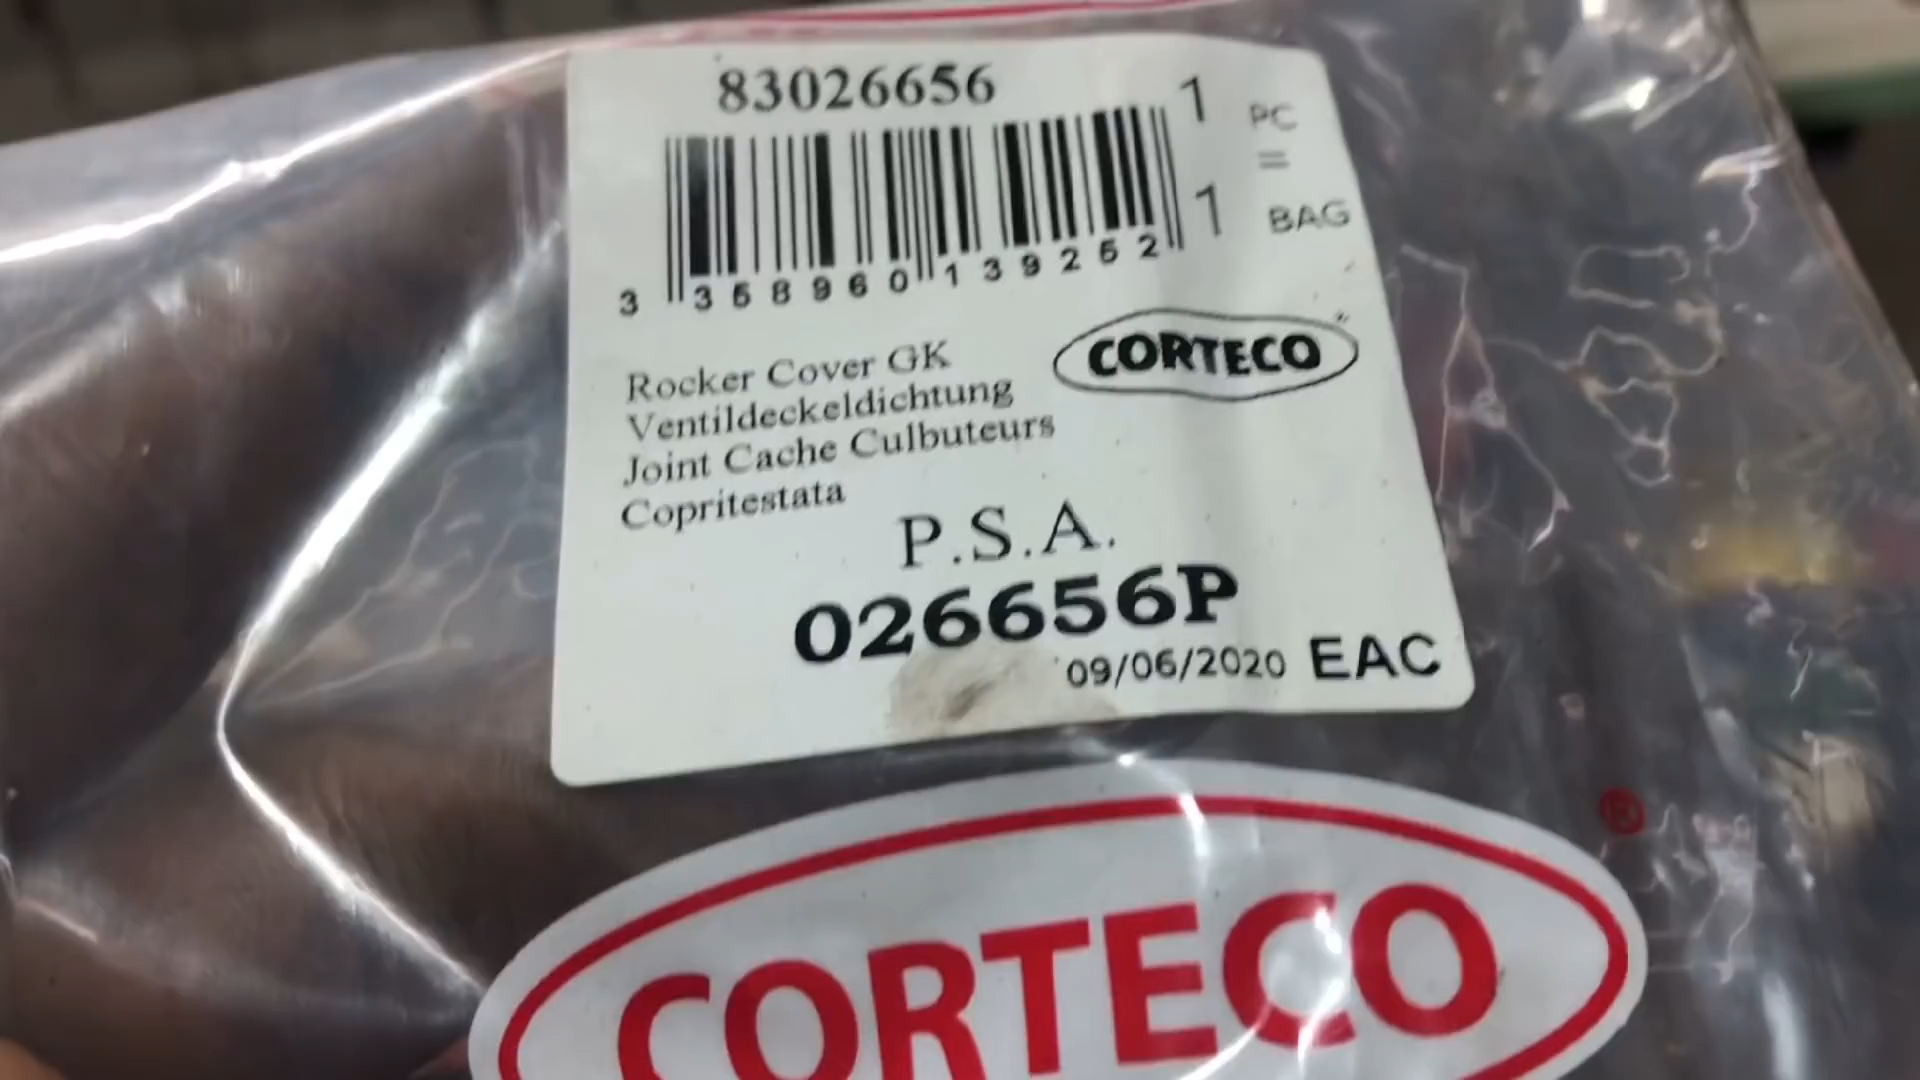 83026656
1 PC
=
1 BAG
3 358960 139252
CORTECO
Rocker Cover GK
Ventildeckeldichtung
Joint Cache Culbuteurs
Copritestata
P.S.A.
026656P
09/06/2020 EAC
®
CORTECO